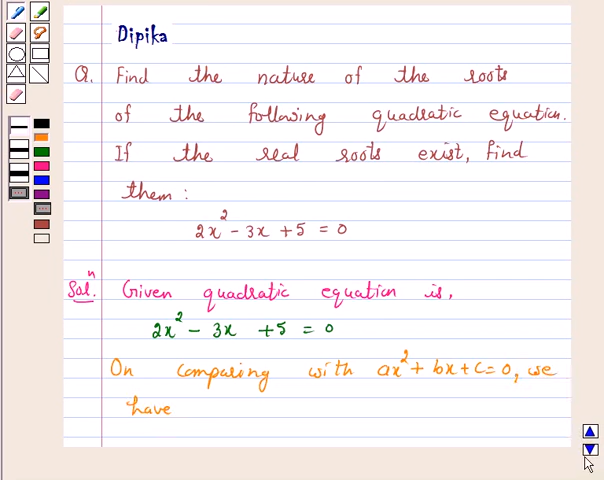 Dipika
Q. Find the nature of the roots
of the following quadratic equation.
If the real roots exist, find
them :
2x² - 3x + 5 = 0
Solⁿ. Given quadratic equation is,
2x² - 3x + 5 = 0
On comparing with ax² + bx + c = 0, we
have